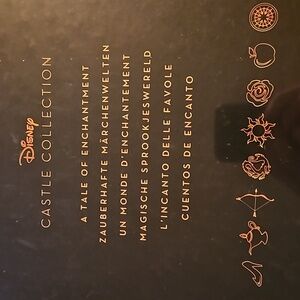 Disney
CASTLE COLLECTION
A TALE OF ENCHANTMENT
ZAUBERHAFTE MÄRCHENWELTEN
UN MONDE D'ENCHANTEMENT
MAGISCHE SPROOKJESWERELD
L'INCANTO DELLE FAVOLE
CUENTOS DE ENCANTO